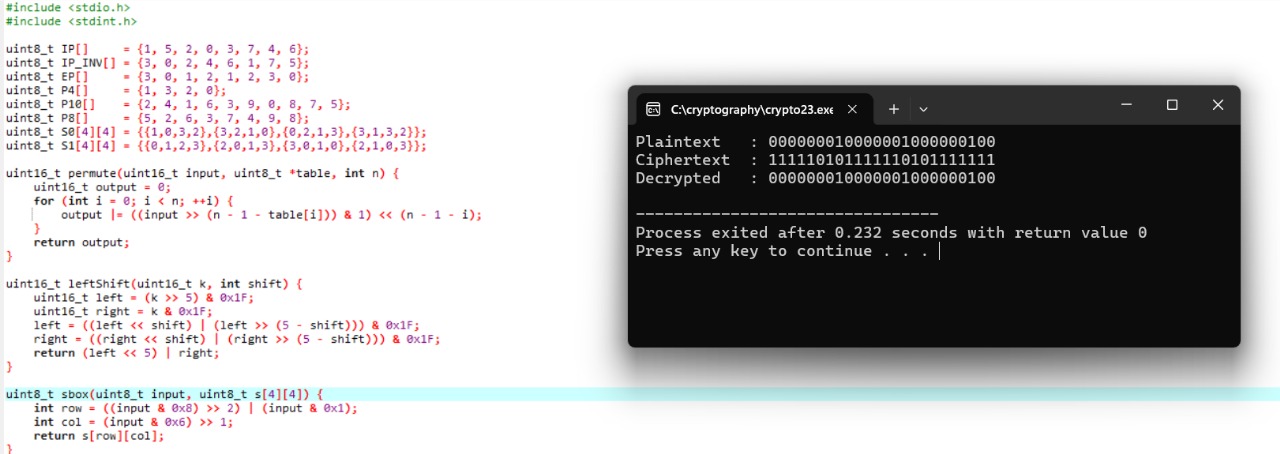 #include <stdio.h>
#include <stdint.h>
uint8_t IP[]     = {1, 5, 2, 0, 3, 7, 4, 6};
uint8_t IP_INV[] = {3, 0, 2, 4, 6, 1, 7, 5};
uint8_t EP[]     = {3, 0, 1, 2, 1, 2, 3, 0};
uint8_t P4[]     = {1, 3, 2, 0};
uint8_t P10[]    = {2, 4, 1, 6, 3, 9, 0, 8, 7, 5};
uint8_t P8[]     = {5, 2, 6, 3, 7, 4, 9, 8};
uint8_t S0[4][4] = {{1,0,3,2},{3,2,1,0},{0,2,1,3},{3,1,3,2}};
uint8_t S1[4][4] = {{0,1,2,3},{2,0,1,3},{3,0,1,0},{2,1,0,3}};
uint16_t permute(uint16_t input, uint8_t *table, int n) {
    uint16_t output = 0;
    for (int i = 0; i < n; ++i) {
        output |= ((input >> (n - 1 - table[i])) & 1) << (n - 1 - i);
    }
    return output;
}
uint16_t leftShift(uint16_t k, int shift) {
    uint16_t left = (k >> 5) & 0x1F;
    uint16_t right = k & 0x1F;
    left = ((left << shift) | (left >> (5 - shift))) & 0x1F;
    right = ((right << shift) | (right >> (5 - shift))) & 0x1F;
    return (left << 5) | right;
}
uint8_t sbox(uint8_t input, uint8_t s[4][4]) {
    int row = ((input & 0x8) >> 2) | (input & 0x1);
    int col = (input & 0x6) >> 1;
    return s[row][col];
}
C:\cryptography\crypto23.exe
Plaintext   : 000000010000001000000100
Ciphertext  : 111110101111110101111111
Decrypted   : 000000010000001000000100
--------------------------------
Process exited after 0.232 seconds with return value 0
Press any key to continue . . .